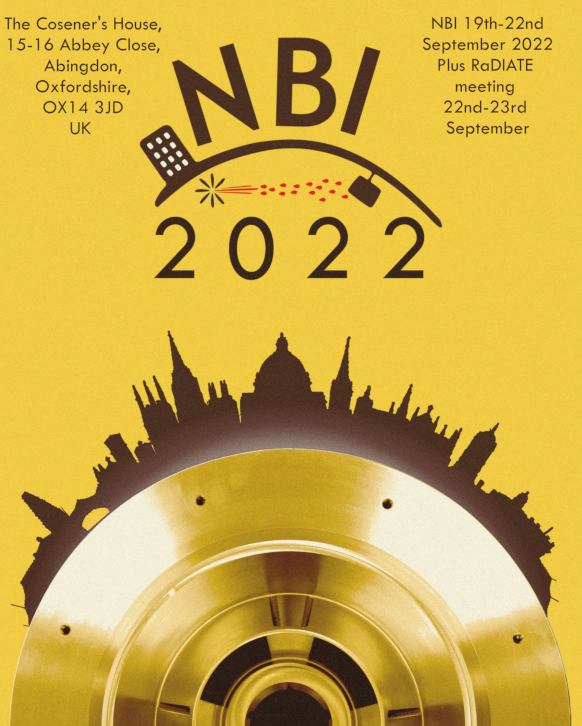 The Cosener's House,
15-16 Abbey Close,
Abingdon,
Oxfordshire,
OX14 3JD
UK
NBI 19th-22nd
September 2022
Plus RaDIATE
meeting
22nd-23rd
September
NBI
2022